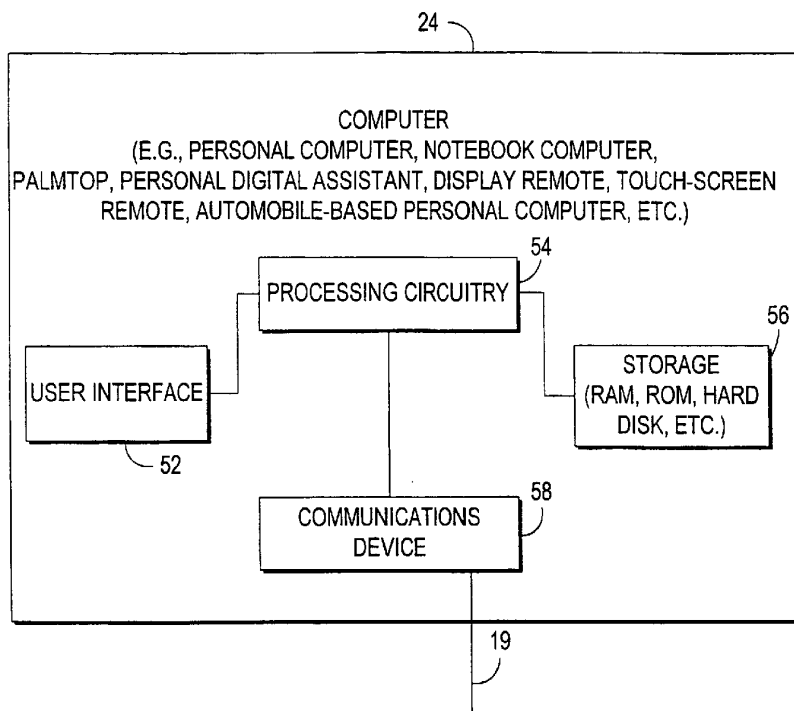 24
COMPUTER
(E.G., PERSONAL COMPUTER, NOTEBOOK COMPUTER,
PALMTOP, PERSONAL DIGITAL ASSISTANT, DISPLAY REMOTE, TOUCH-SCREEN
REMOTE, AUTOMOBILE-BASED PERSONAL COMPUTER, ETC.)
54
PROCESSING CIRCUITRY
56
USER INTERFACE
52
STORAGE
(RAM, ROM, HARD
DISK, ETC.)
58
COMMUNICATIONS
DEVICE
19